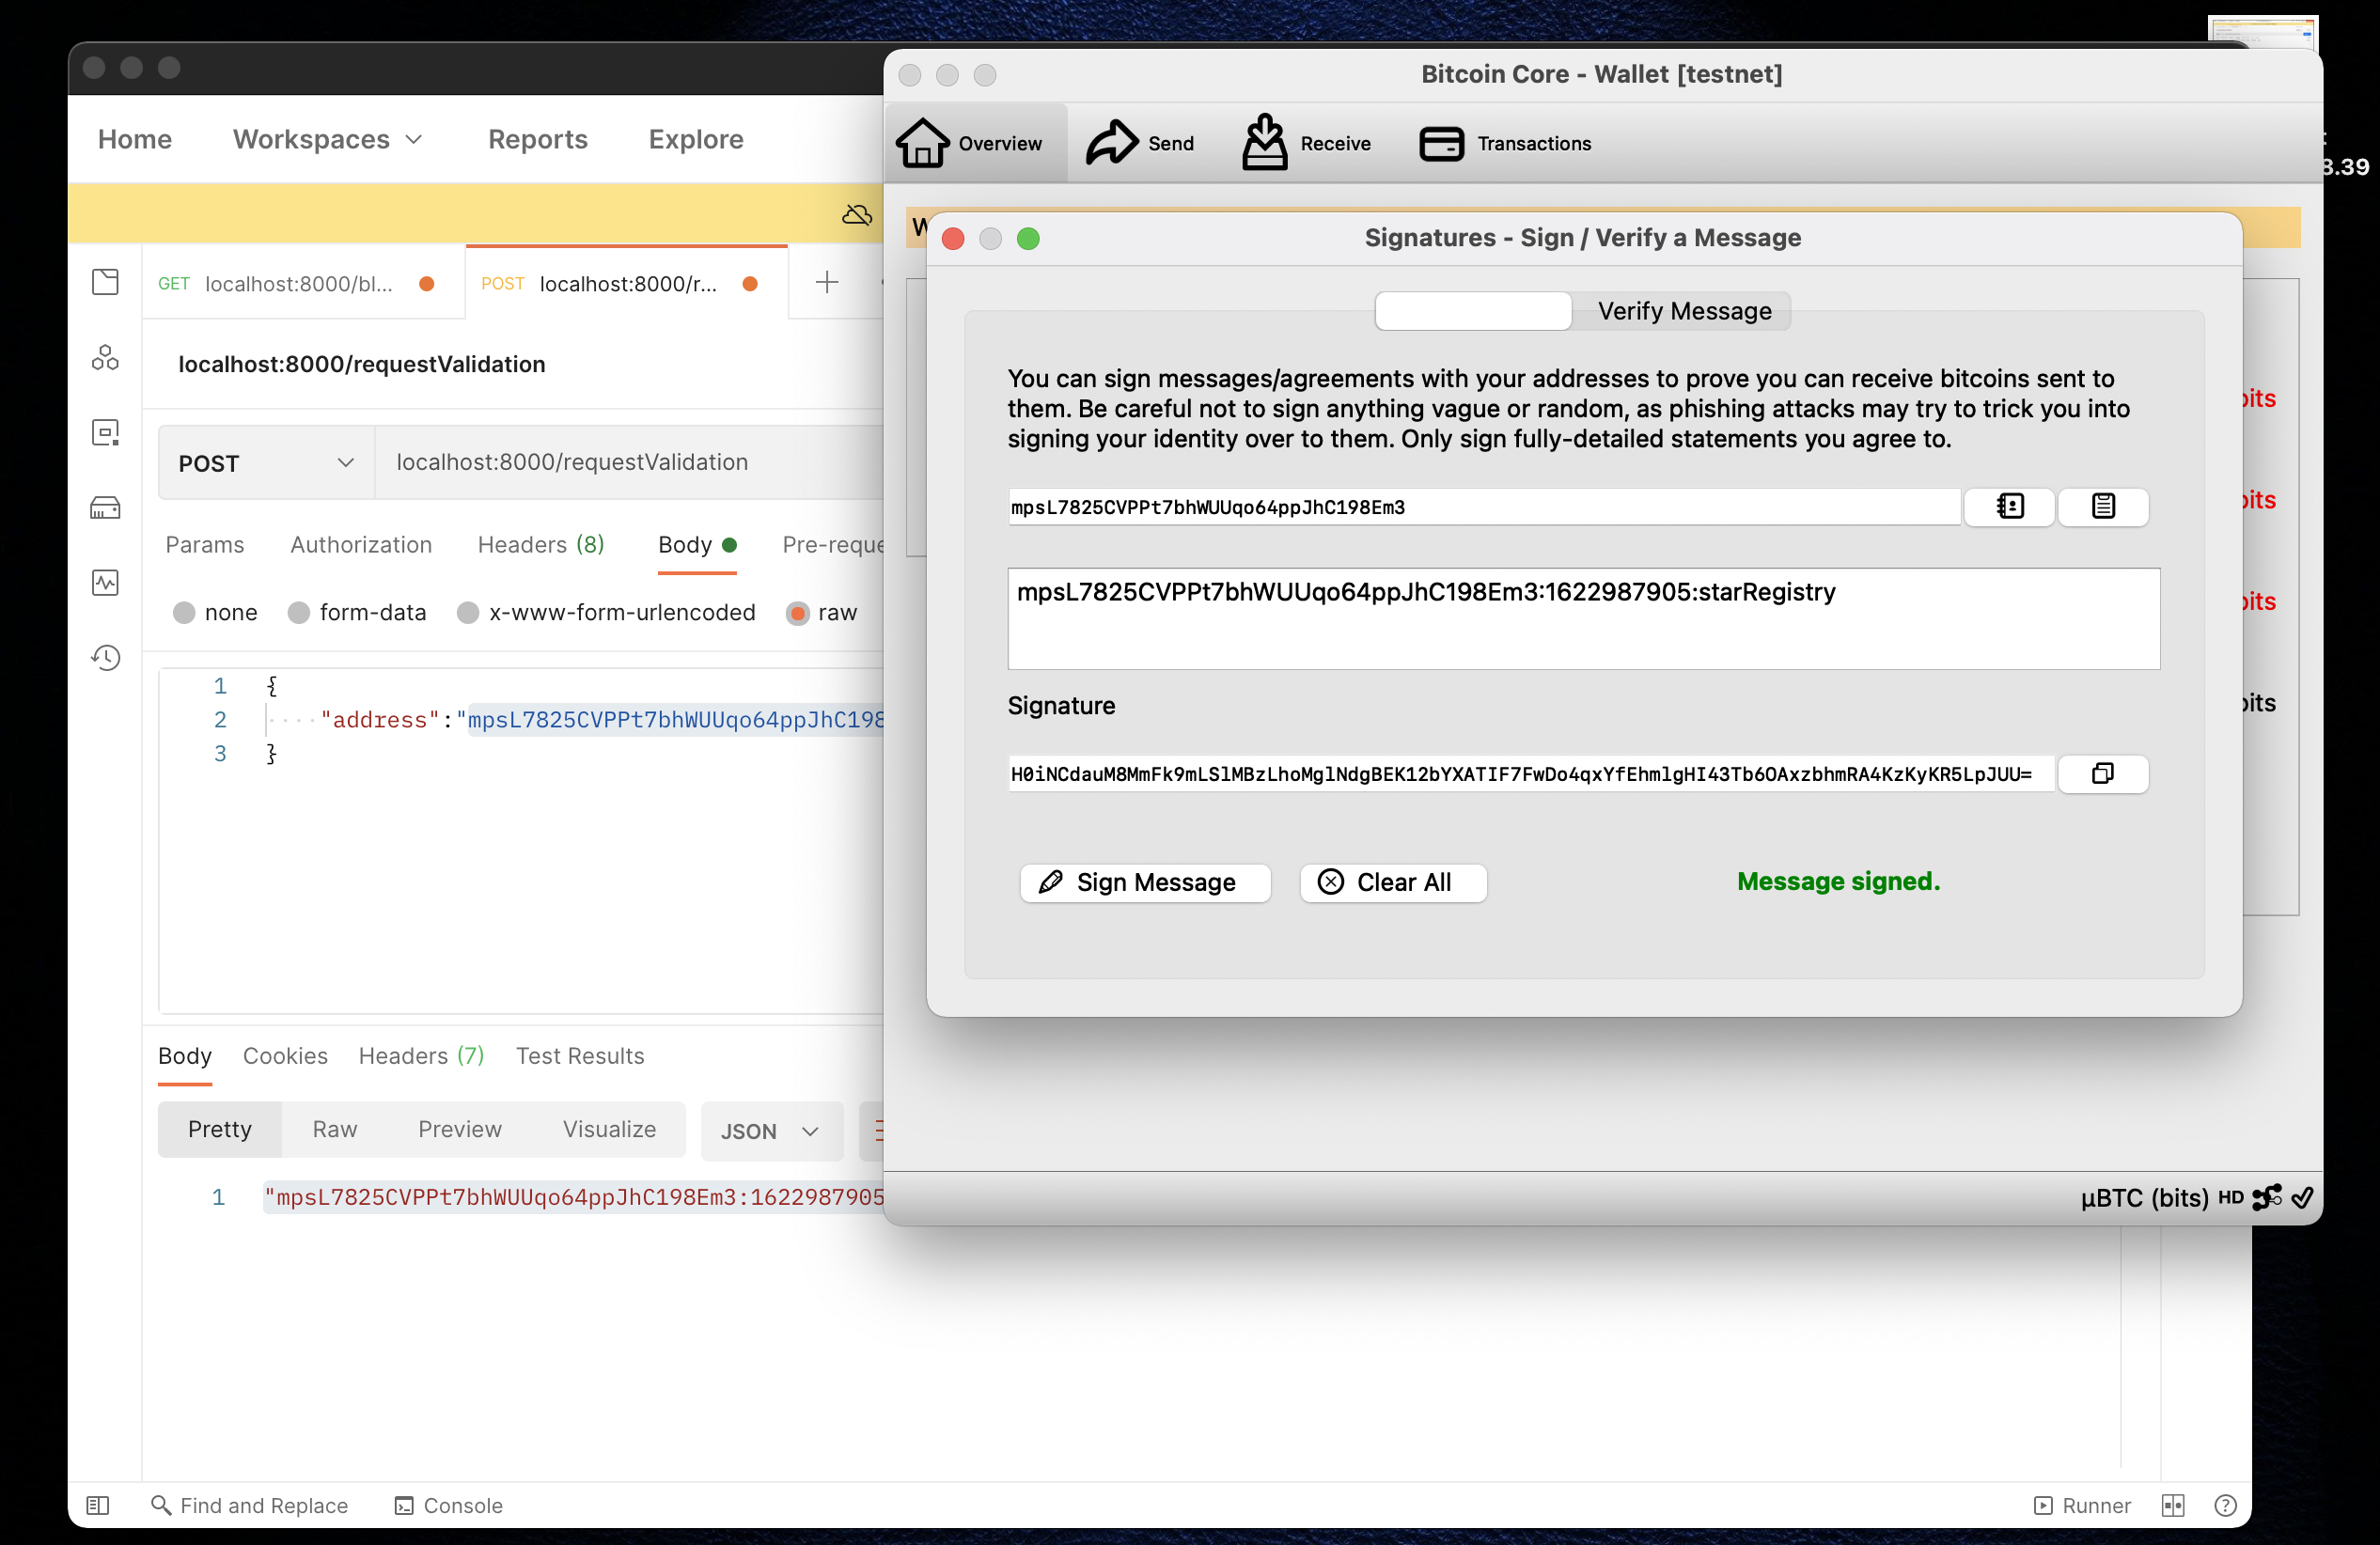 Home Workspaces Reports Explore
GET localhost:8000/bl...
POST localhost:8000/r...
localhost:8000/requestValidation
POST localhost:8000/requestValidation
Params Authorization Headers (8) Body Pre-reque
none form-data x-www-form-urlencoded raw
1 {
2 "address":"mpsL7825CVPPt7bhWUUqo64ppJhC198
3 }
Body Cookies Headers (7) Test Results
Pretty Raw Preview Visualize JSON
1 "mpsL7825CVPPt7bhWUUqo64ppJhC198Em3:1622987905
Find and Replace Console
Runner
Bitcoin Core - Wallet [testnet]
Overview Send Receive Transactions
W
Signatures - Sign / Verify a Message
Verify Message
You can sign messages/agreements with your addresses to prove you can receive bitcoins sent to
them. Be careful not to sign anything vague or random, as phishing attacks may try to trick you into
signing your identity over to them. Only sign fully-detailed statements you agree to.
mpsL7825CVPPt7bhWUUqo64ppJhC198Em3
mpsL7825CVPPt7bhWUUqo64ppJhC198Em3:1622987905:starRegistry
Signature
H0iNCdauM8MmFk9mLSlMBzLhoMglNdgBEK12bYXATIF7FwDo4qxYfEhmlgHI43Tb6OAxzbhmRA4KzKyKR5LpJUU=
Sign Message Clear All
Message signed.
bits
bits
bits
bits
µBTC (bits) HD
3.39